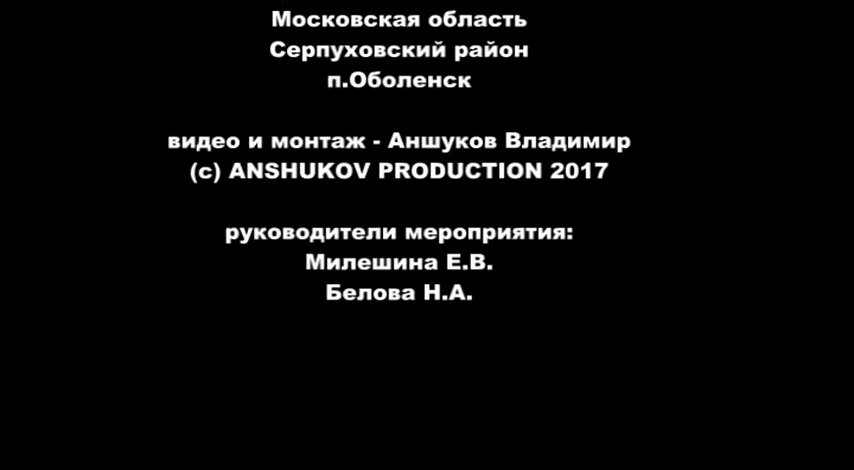 Московская область
Серпуховский район
п.Оболенск
видео и монтаж - Аншуков Владимир
(c) ANSHUKOV PRODUCTION 2017
руководители мероприятия:
Милешина Е.В.
Белова Н.А.